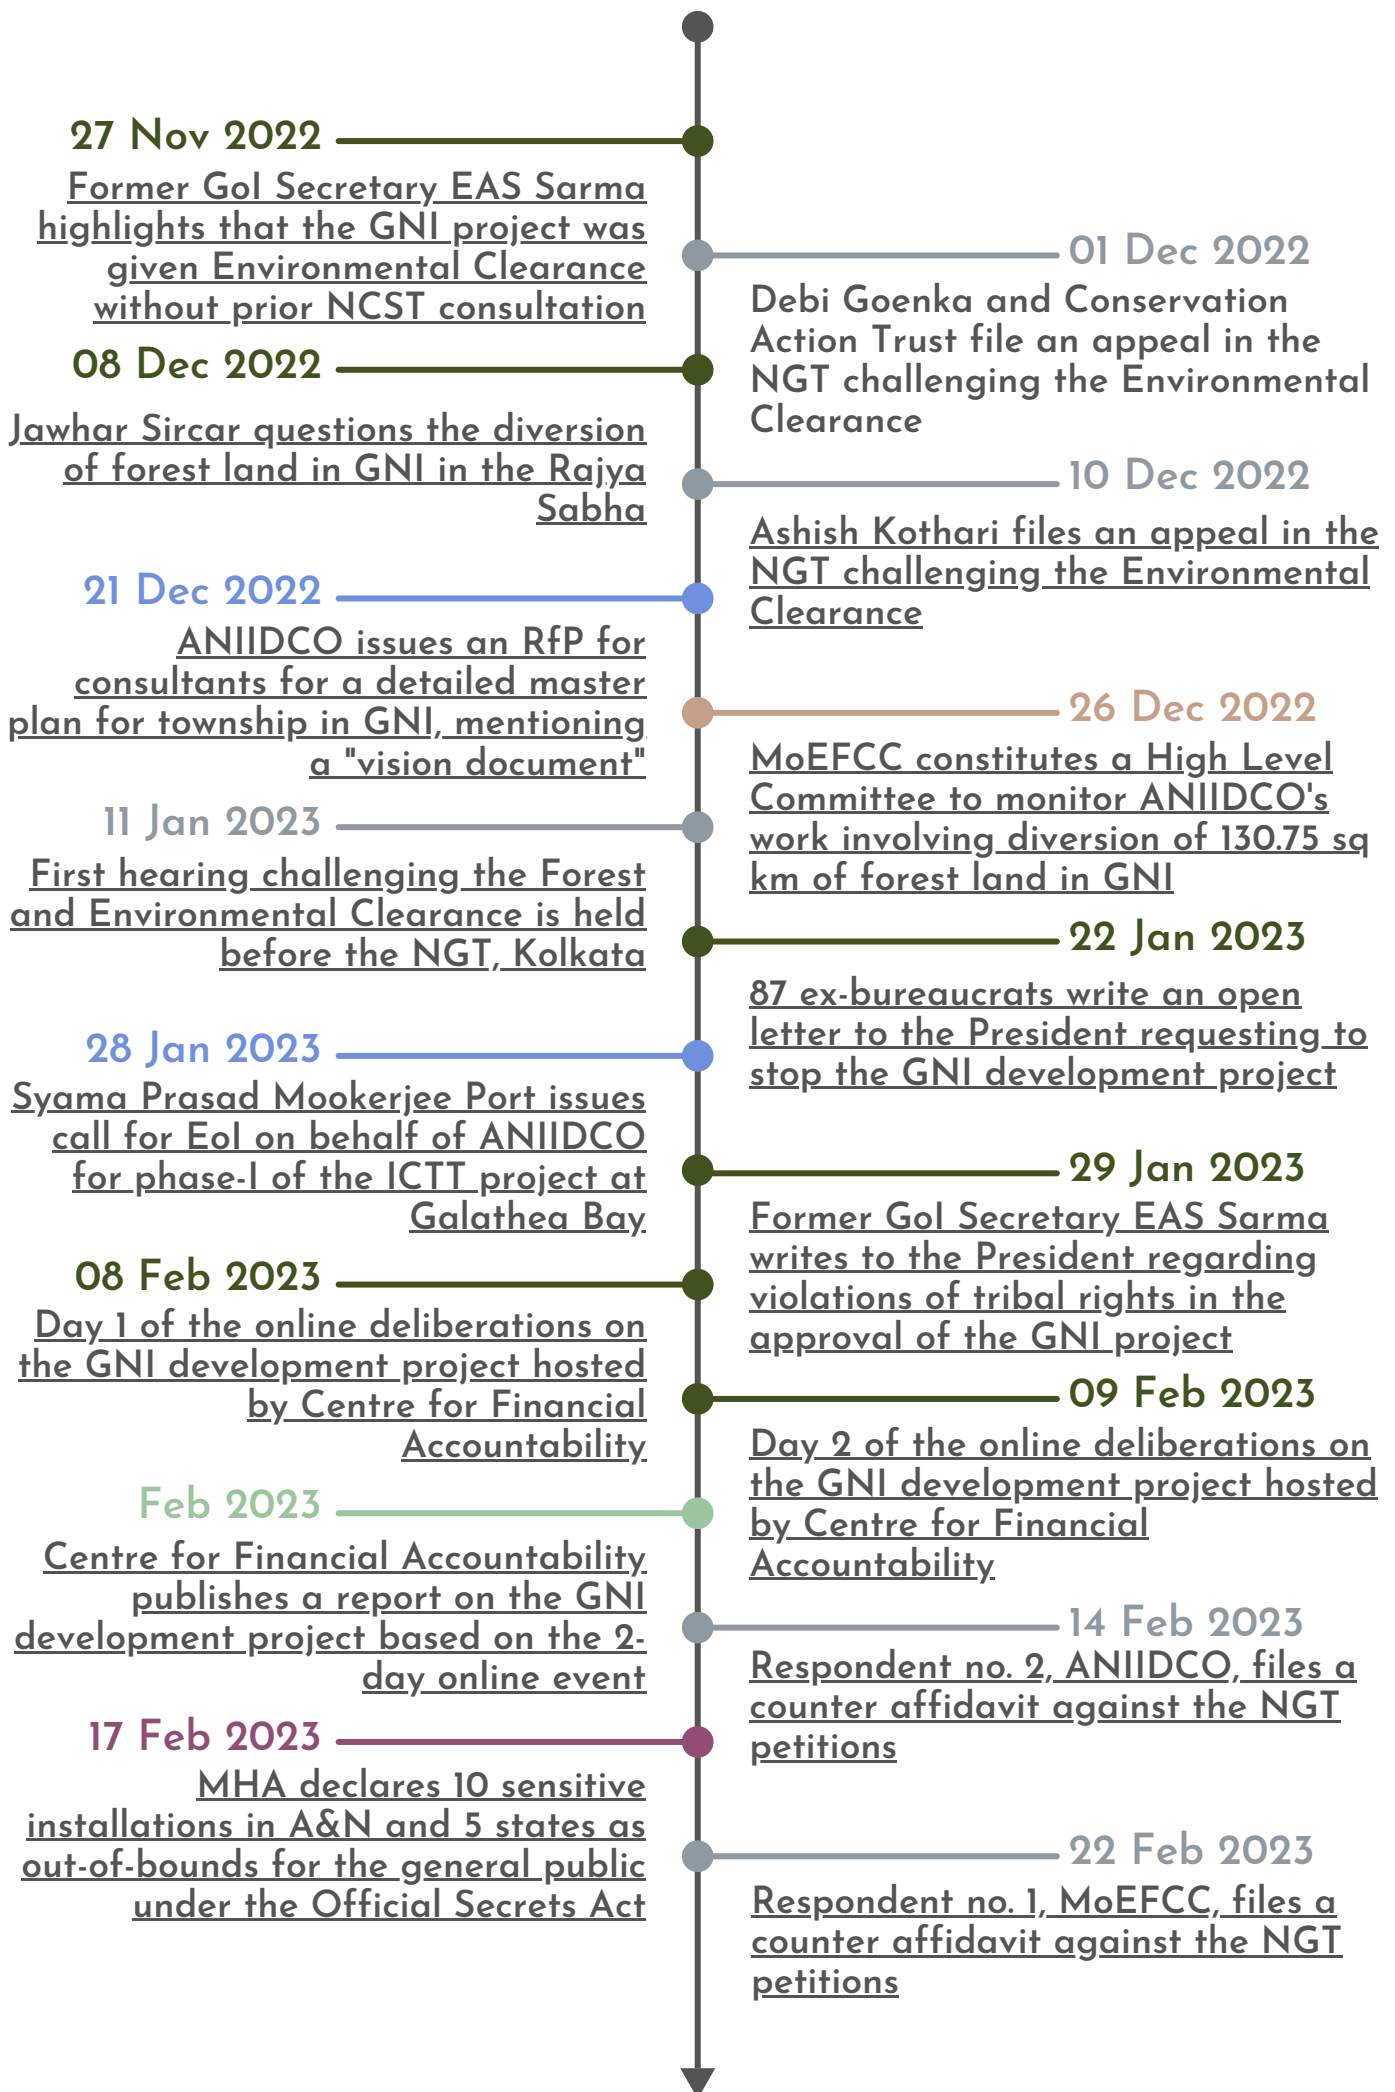 27 Nov 2022
Former GoI Secretary EAS Sarma
highlights that the GNI project was
given Environmental Clearance
without prior NCST consultation
01 Dec 2022
Debi Goenka and Conservation
Action Trust file an appeal in the
NGT challenging the Environmental
Clearance
08 Dec 2022
Jawhar Sircar questions the diversion
of forest land in GNI in the Rajya
Sabha
10 Dec 2022
Ashish Kothari files an appeal in the
NGT challenging the Environmental
Clearance
21 Dec 2022
ANIIDCO issues an RfP for
consultants for a detailed master
plan for township in GNI, mentioning
a "vision document"
26 Dec 2022
MoEFCC constitutes a High Level
Committee to monitor ANIIDCO's
work involving diversion of 130.75 sq
km of forest land in GNI
11 Jan 2023
First hearing challenging the Forest
and Environmental Clearance is held
before the NGT, Kolkata
22 Jan 2023
87 ex-bureaucrats write an open
letter to the President requesting to
stop the GNI development project
28 Jan 2023
Syama Prasad Mookerjee Port issues
call for EoI on behalf of ANIIDCO
for phase-I of the ICTT project at
Galathea Bay
29 Jan 2023
Former GoI Secretary EAS Sarma
writes to the President regarding
violations of tribal rights in the
approval of the GNI project
08 Feb 2023
Day 1 of the online deliberations on
the GNI development project hosted
by Centre for Financial
Accountability
09 Feb 2023
Day 2 of the online deliberations on
the GNI development project hosted
by Centre for Financial
Accountability
Feb 2023
Centre for Financial Accountability
publishes a report on the GNI
development project based on the 2-
day online event
14 Feb 2023
Respondent no. 2, ANIIDCO, files a
counter affidavit against the NGT
petitions
17 Feb 2023
MHA declares 10 sensitive
installations in A&N and 5 states as
out-of-bounds for the general public
under the Official Secrets Act
22 Feb 2023
Respondent no. 1, MoEFCC, files a
counter affidavit against the NGT
petitions